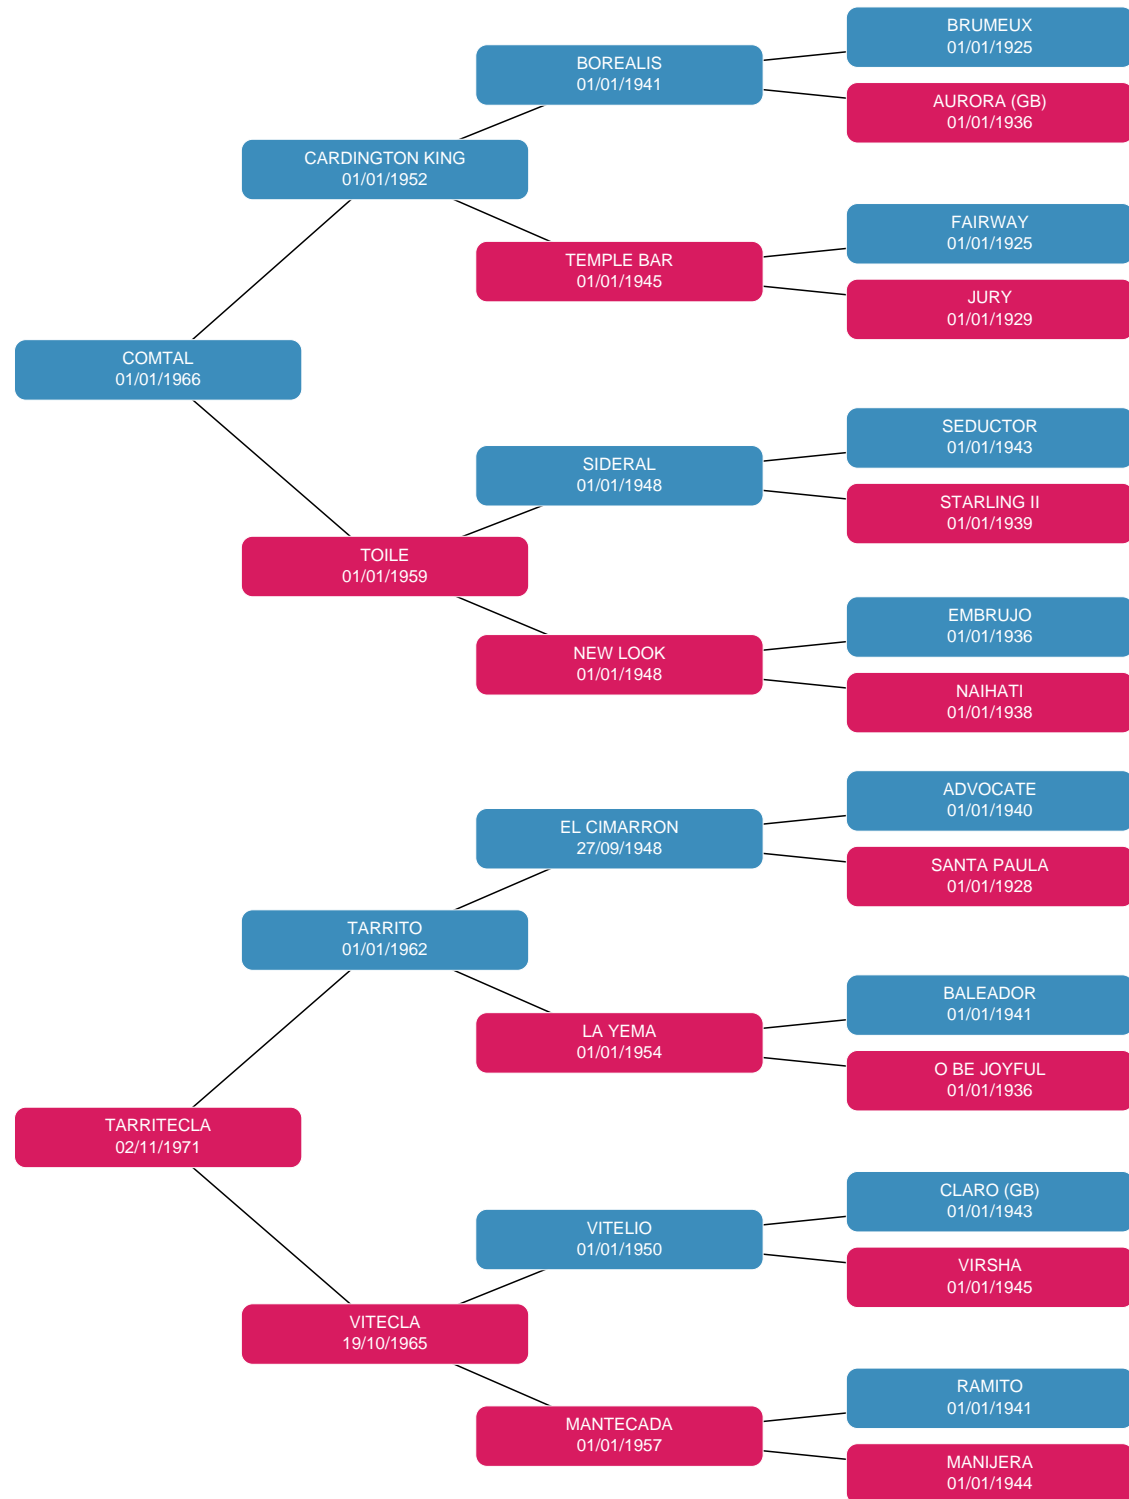 BRUMEUX
01/01/1925
BOREALIS
01/01/1941
AURORA (GB)
01/01/1936
CARDINGTON KING
01/01/1952
FAIRWAY
01/01/1925
TEMPLE BAR
01/01/1945
JURY
01/01/1929
COMTAL
01/01/1966
SEDUCTOR
01/01/1943
SIDERAL
01/01/1948
STARLING II
01/01/1939
TOILE
01/01/1959
EMBRUJO
01/01/1936
NEW LOOK
01/01/1948
NAIHATI
01/01/1938
ADVOCATE
01/01/1940
EL CIMARRON
27/09/1948
SANTA PAULA
01/01/1928
TARRITO
01/01/1962
BALEADOR
01/01/1941
LA YEMA
01/01/1954
O BE JOYFUL
01/01/1936
TARRITECLA
02/11/1971
CLARO (GB)
01/01/1943
VITELIO
01/01/1950
VIRSHA
01/01/1945
VITECLA
19/10/1965
RAMITO
01/01/1941
MANTECADA
01/01/1957
MANIJERA
01/01/1944